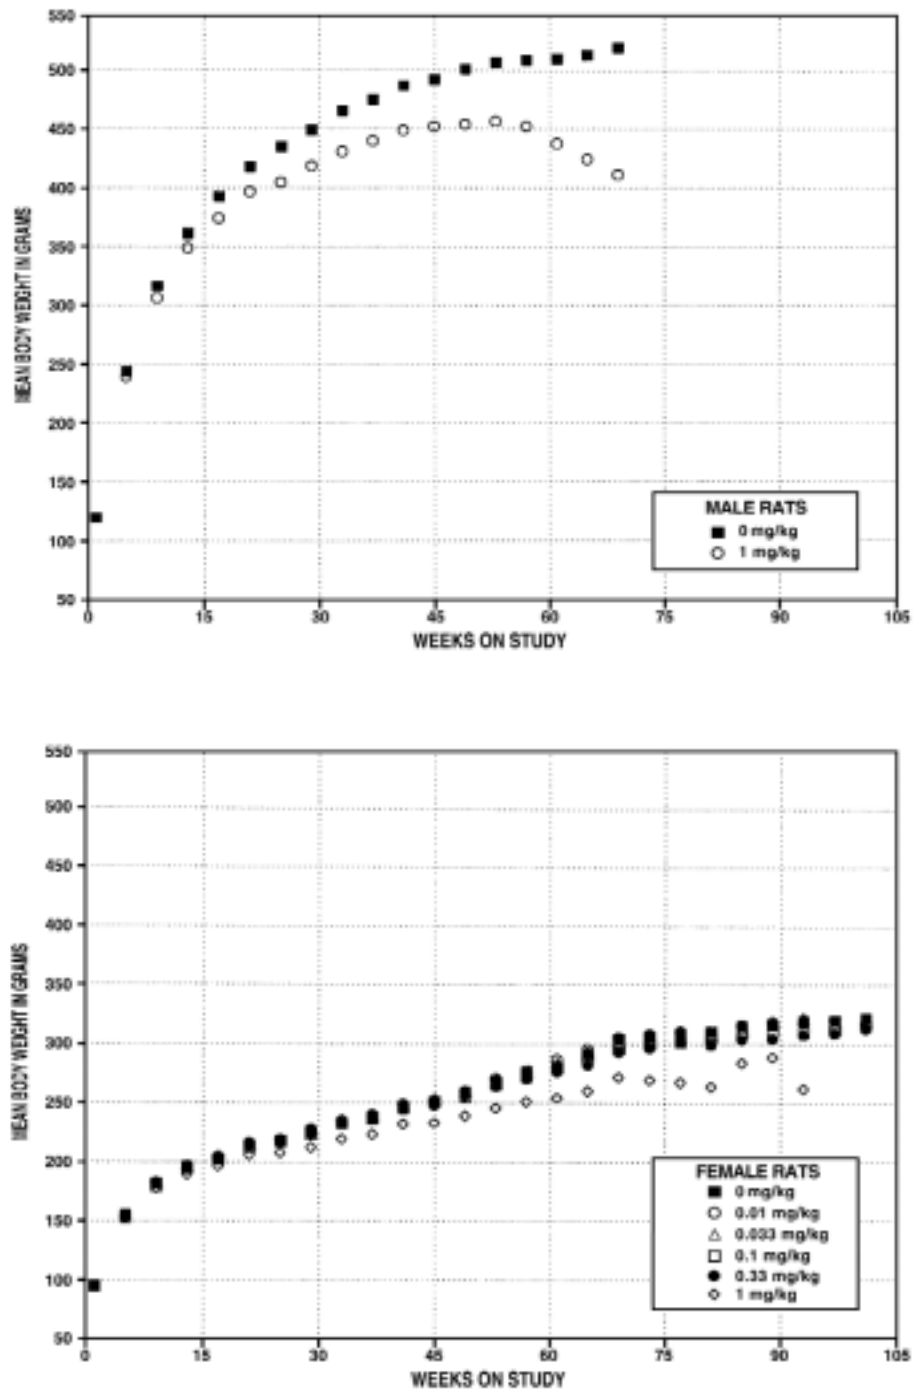 550
500
450
400
350
300
250
200
150
100
50
MEAN BODY WEIGHT IN GRAMS
MALE RATS
0 mg/kg
1 mg/kg
0 15 30 45 60 75 90 105
WEEKS ON STUDY
550
500
450
400
350
300
250
200
150
100
50
MEAN BODY WEIGHT IN GRAMS
FEMALE RATS
0 mg/kg
0.01 mg/kg
0.033 mg/kg
0.1 mg/kg
0.33 mg/kg
1 mg/kg
0 15 30 45 60 75 90 105
WEEKS ON STUDY